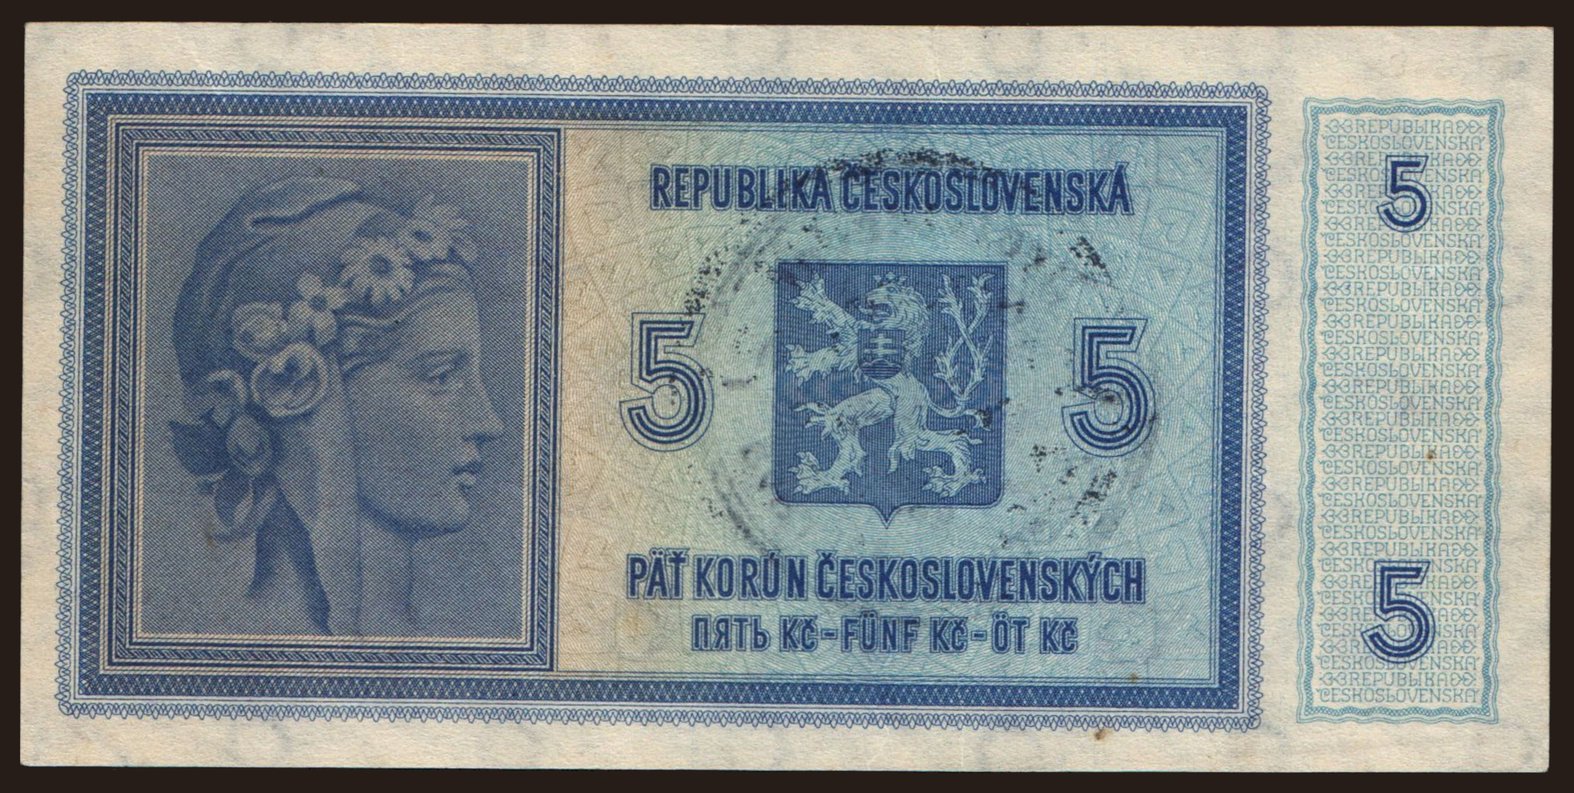 REPUBLIKA ČESKOSLOVENSKÁ
5 5
PÄŤ KORÚN ČESKOSLOVENSKÝCH
ПЯТЬ Kč-FÜNF Kč-ÖT Kč
5
5
REPUBLIKA
ČESKOSLOVENSKÁ